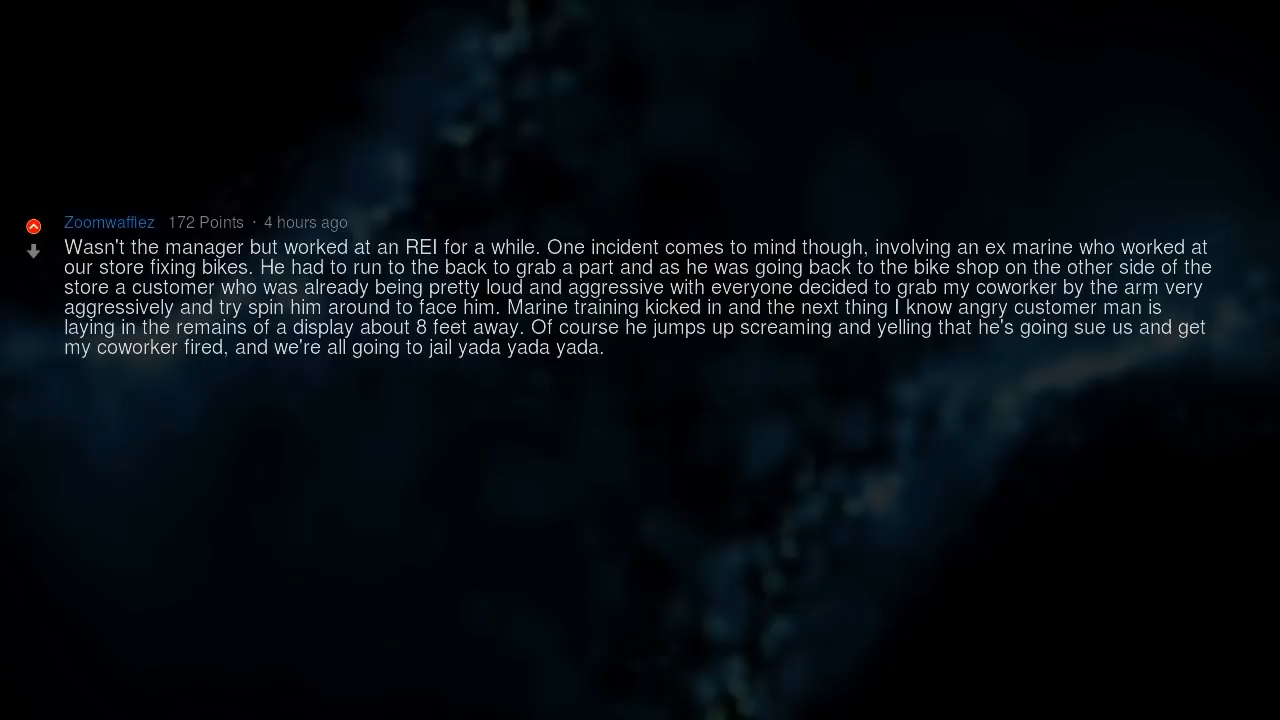 Zoomwafflez 172 Points · 4 hours ago
Wasn't the manager but worked at an REI for a while. One incident comes to mind though, involving an ex marine who worked at
our store fixing bikes. He had to run to the back to grab a part and as he was going back to the bike shop on the other side of the
store a customer who was already being pretty loud and aggressive with everyone decided to grab my coworker by the arm very
aggressively and try spin him around to face him. Marine training kicked in and the next thing I know angry customer man is
laying in the remains of a display about 8 feet away. Of course he jumps up screaming and yelling that he's going sue us and get
my coworker fired, and we're all going to jail yada yada yada.